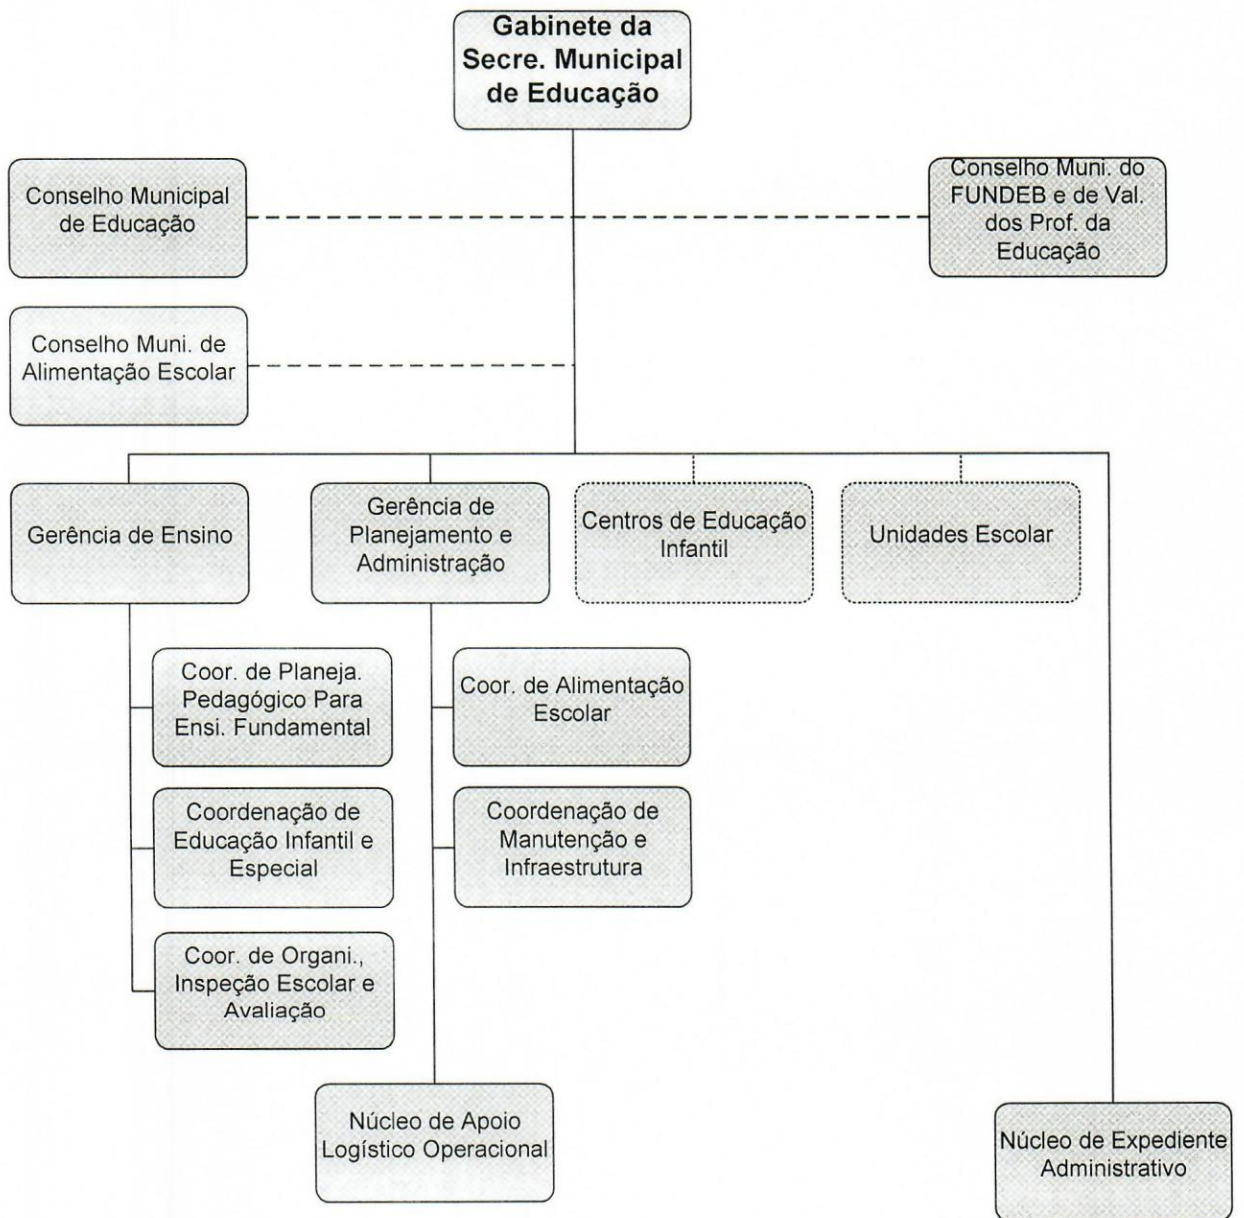 Gabinete da
Secre. Municipal
de Educação
Conselho Municipal
de Educação
Conselho Muni. do
FUNDEB e de Val.
dos Prof. da
Educação
Conselho Muni. de
Alimentação Escolar
Gerência de Ensino
Gerência de
Planejamento e
Administração
Centros de Educação
Infantil
Unidades Escolar
Coor. de Planeja.
Pedagógico Para
Ensi. Fundamental
Coor. de Alimentação
Escolar
Coordenação de
Educação Infantil e
Especial
Coordenação de
Manutenção e
Infraestrutura
Coor. de Organi.,
Inspeção Escolar e
Avaliação
Núcleo de Apoio
Logístico Operacional
Núcleo de Expediente
Administrativo